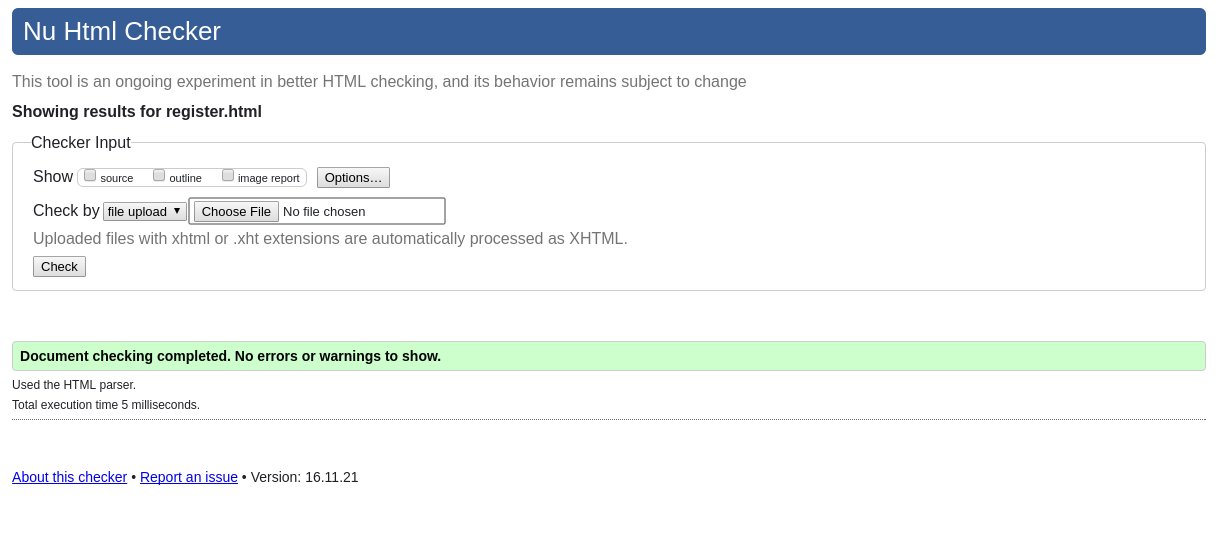 Nu Html Checker
This tool is an ongoing experiment in better HTML checking, and its behavior remains subject to change
Showing results for register.html
Checker Input
Show source outline image report Options…
Check by file upload Choose File No file chosen
Uploaded files with xhtml or .xht extensions are automatically processed as XHTML.
Check
Document checking completed. No errors or warnings to show.
Used the HTML parser.
Total execution time 5 milliseconds.
About this checker • Report an issue • Version: 16.11.21